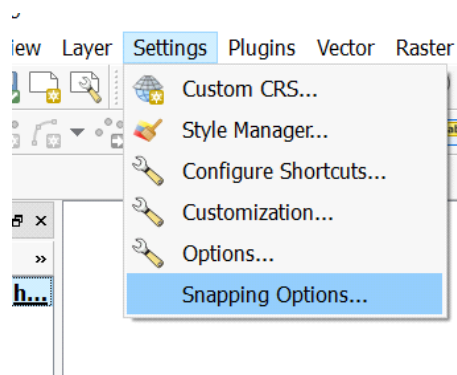 iew Layer Settings Plugins Vector Raster
Custom CRS...
Style Manager...
Configure Shortcuts...
Customization...
Options...
»
h...
Snapping Options...